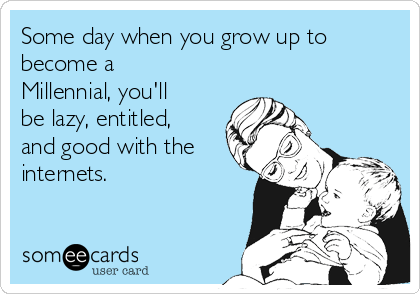 Some day when you grow up to
become a
Millennial, you'll
be lazy, entitled,
and good with the
internets.
someecards
user card